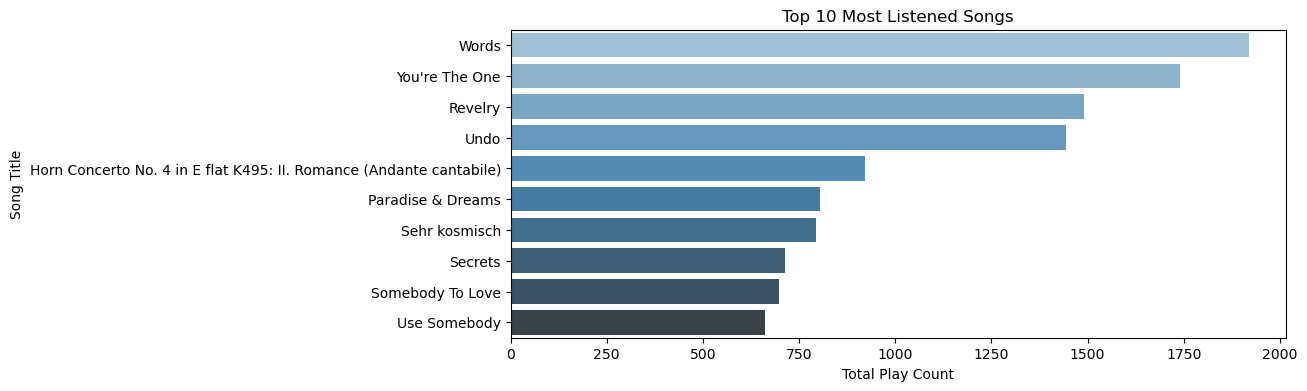 Top 10 Most Listened Songs
Song Title
Words
You're The One
Revelry
Undo
Horn Concerto No. 4 in E flat K495: II. Romance (Andante cantabile)
Paradise & Dreams
Sehr kosmisch
Secrets
Somebody To Love
Use Somebody
0 250 500 750 1000 1250 1500 1750 2000
Total Play Count